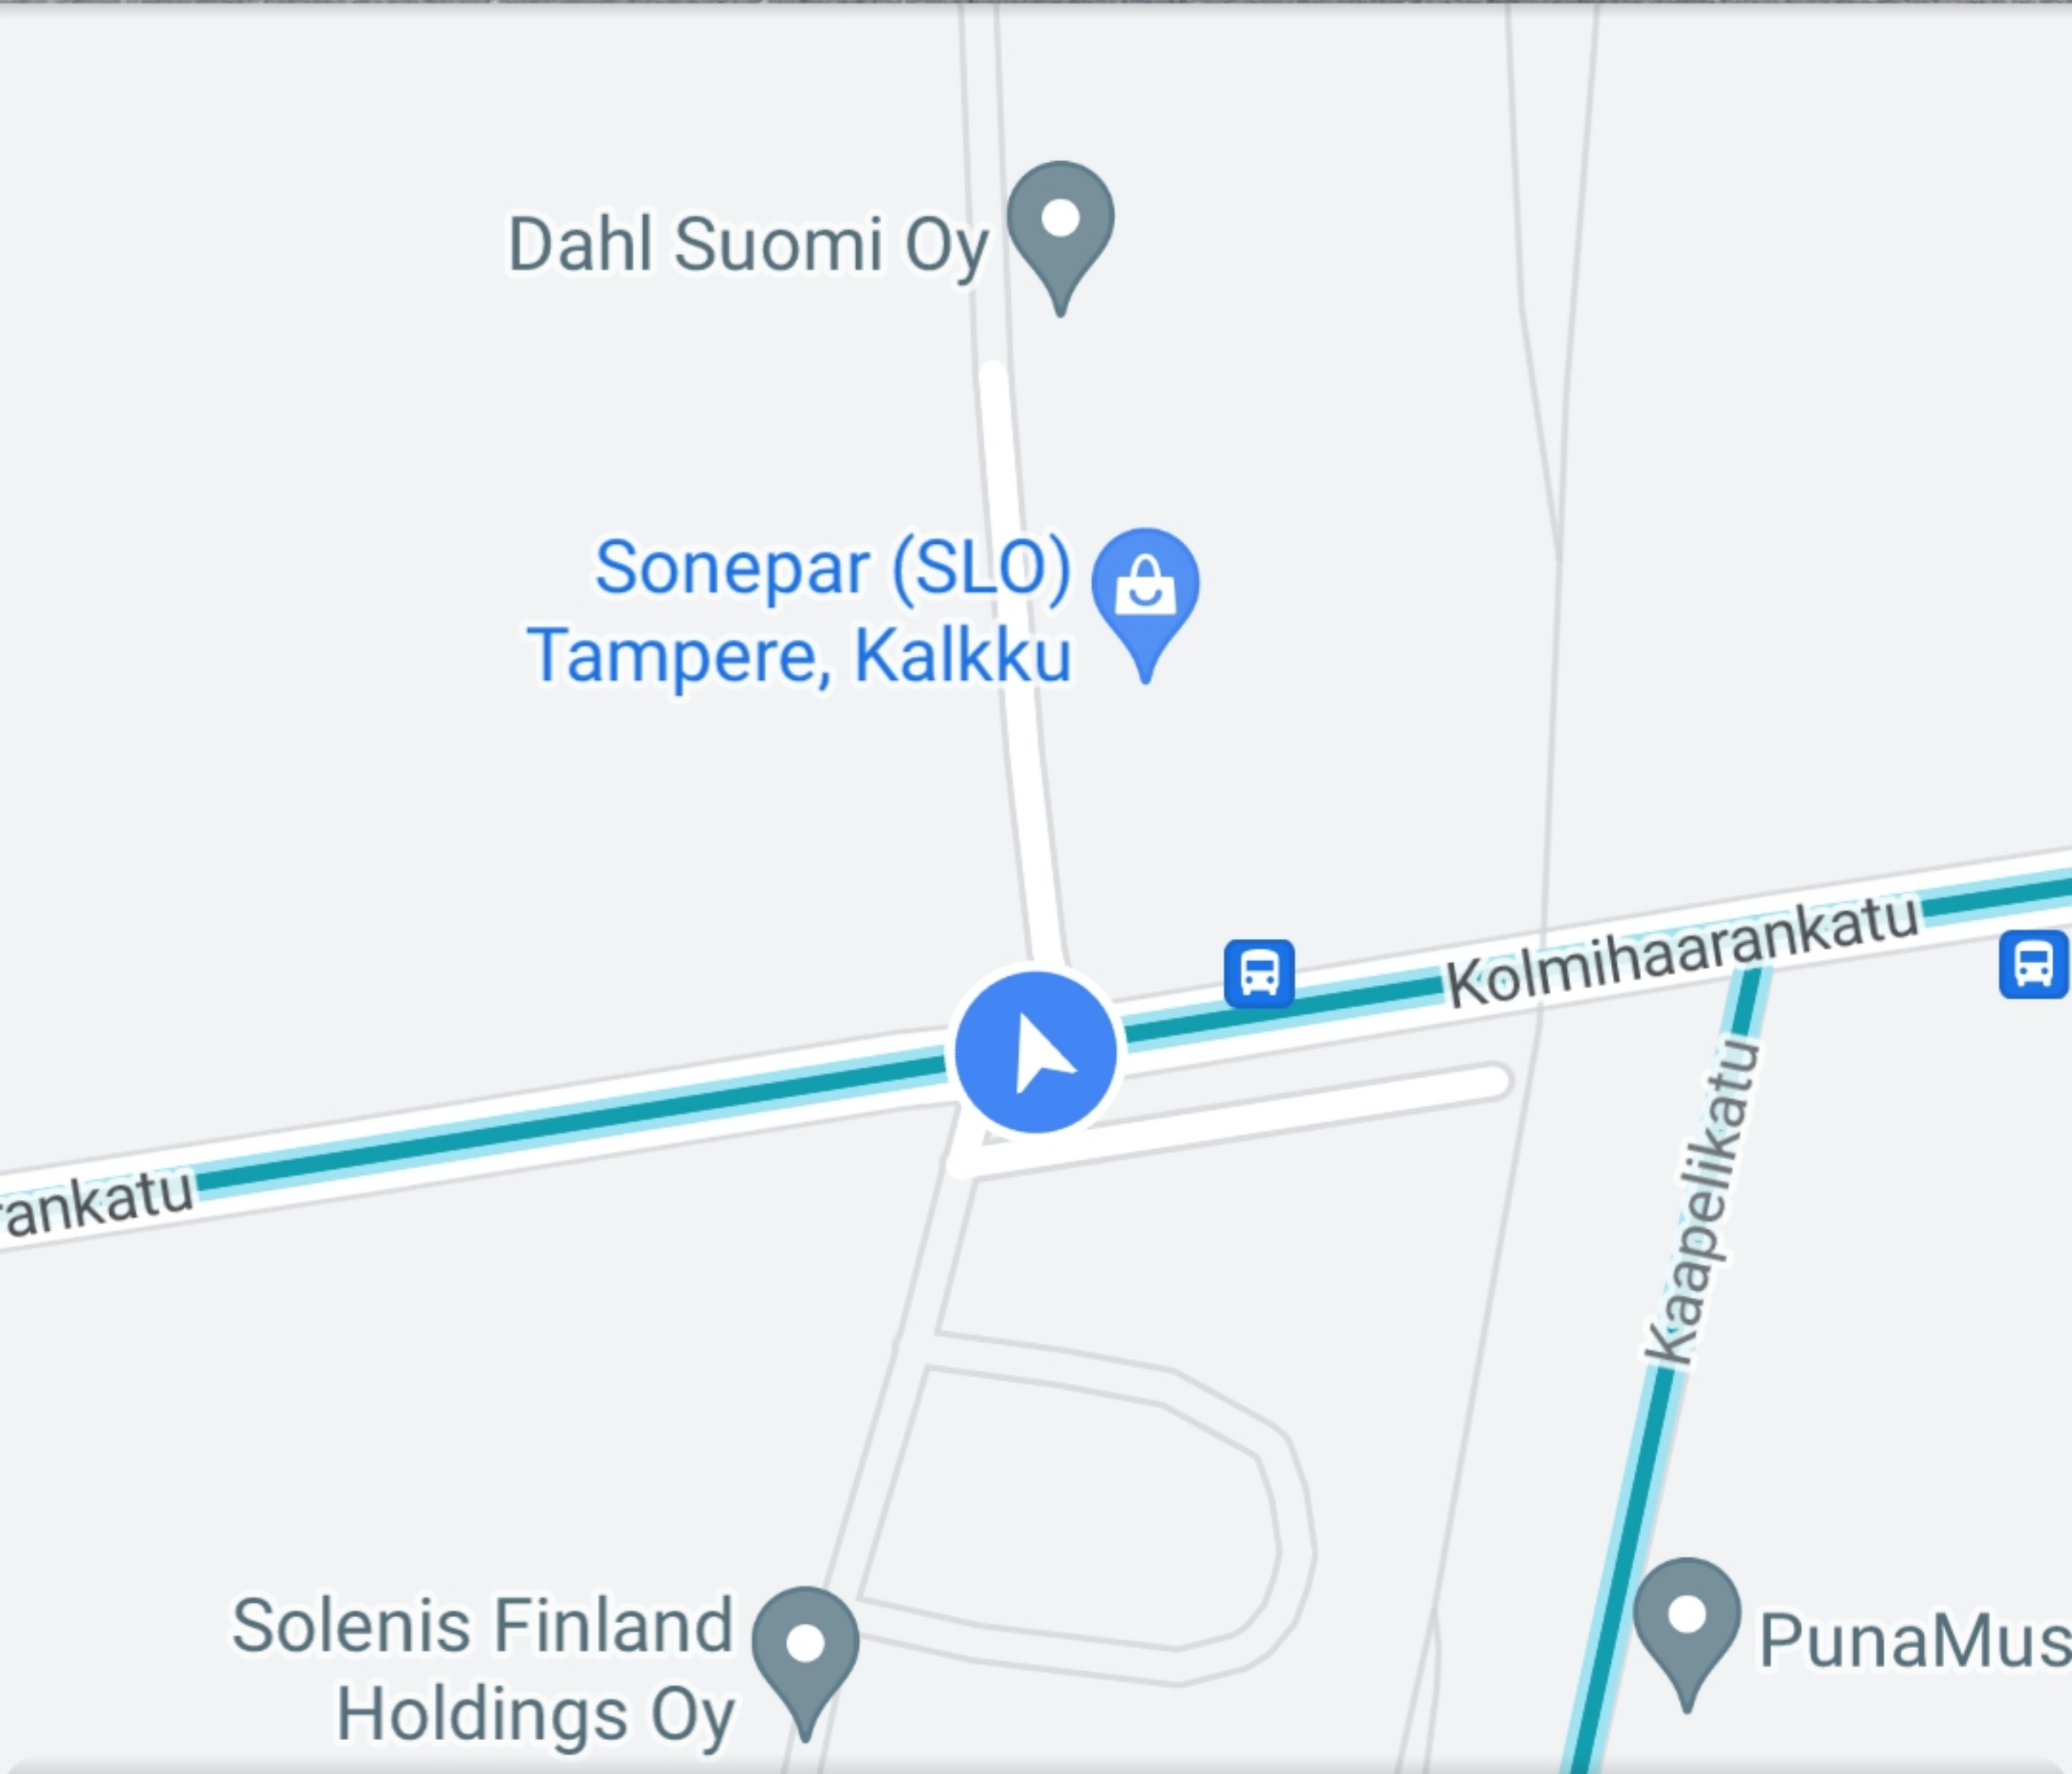 Dahl Suomi Oy
Sonepar (SLO)
Tampere, Kalkku
Kolmihaarankatu
rankatu
Kaapelikatu
Solenis Finland
Holdings Oy
PunaMus